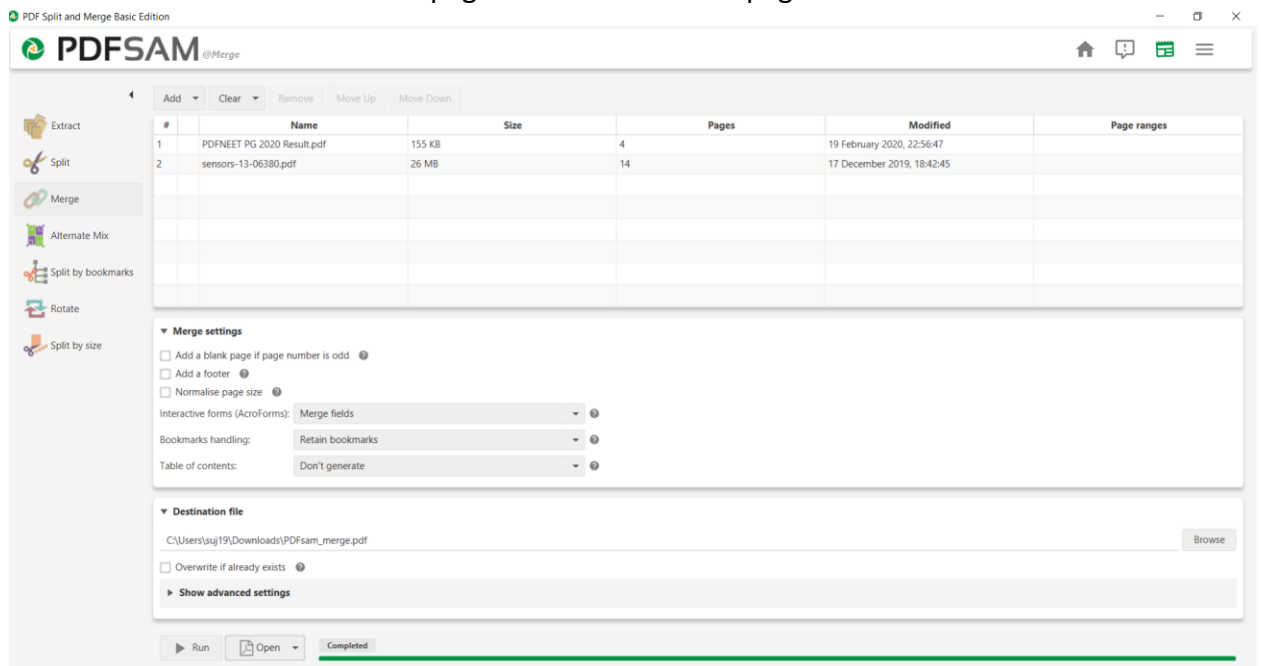 PDF Split and Merge Basic Edition
PDFSAM @Merge
Add Clear Remove Move Up Move Down
Extract
Split
Merge
Alternate Mix
Split by bookmarks
Rotate
Split by size
# Name Size Pages Modified Page ranges
1 PDFNEET PG 2020 Result.pdf 155 KB 4 19 February 2020, 22:56:47
2 sensors-13-06380.pdf 26 MB 14 17 December 2019, 18:42:45
Merge settings
Add a blank page if page number is odd
Add a footer
Normalise page size
Interactive forms (AcroForms): Merge fields
Bookmarks handling: Retain bookmarks
Table of contents: Don't generate
Destination file
C:\Users\suj19\Downloads\PDFsam_merge.pdf Browse
Overwrite if already exists
Show advanced settings
Run Open Completed